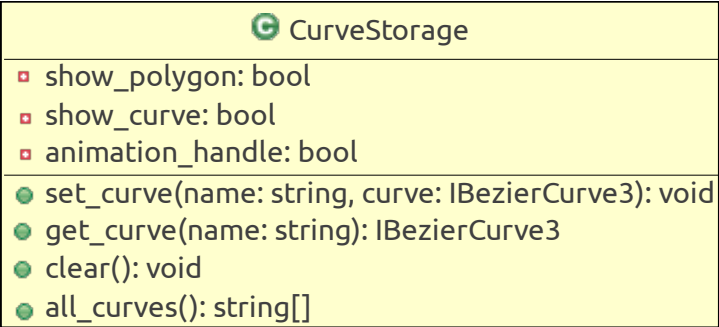 C CurveStorage
show_polygon: bool
show_curve: bool
animation_handle: bool
set_curve(name: string, curve: IBezierCurve3): void
get_curve(name: string): IBezierCurve3
clear(): void
all_curves(): string[]